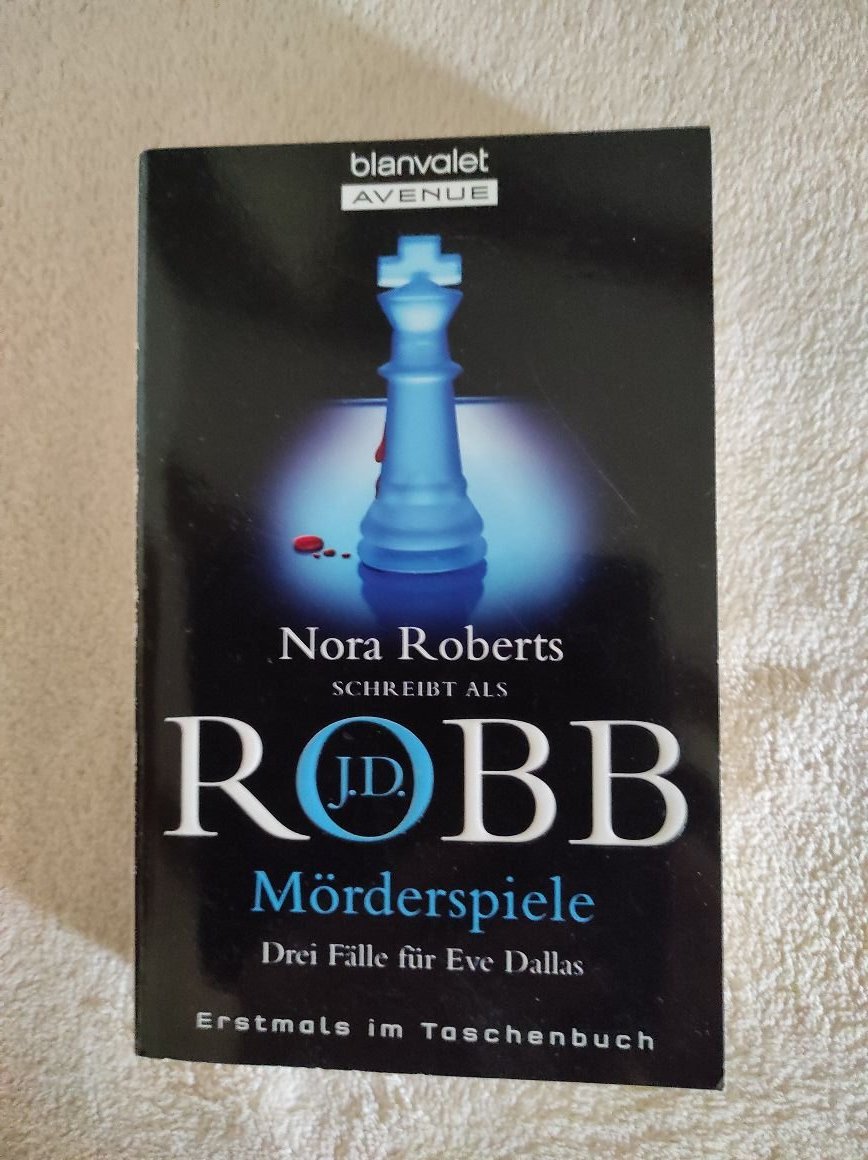 blanvalet
AVENUE
Nora Roberts
SCHREIBT ALS
J.D.
ROBB
Mörderspiele
Drei Fälle für Eve Dallas
Erstmals im Taschenbuch